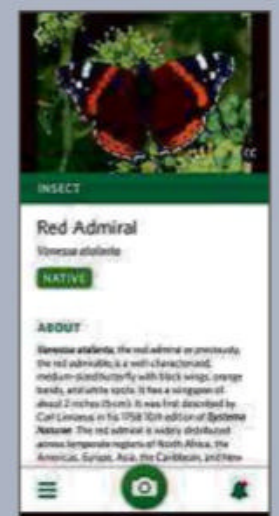 cc
INSECT
Red Admiral
Vanessa atalanta
NATIVE
ABOUT
Vanessa atalanta, the red admiral or previously,
the red admirable, is a well-characterized,
medium-sized butterfly with black wings, orange
bands, and white spots. It has a wingspan of
about 2 inches (5 cm). It was first described by
Carl Linnaeus in his 1758 10th edition of Systema
Naturae. The red admiral is widely distributed
across temperate regions of North Africa, the
Americas, Europe, Asia, the Caribbean, and New